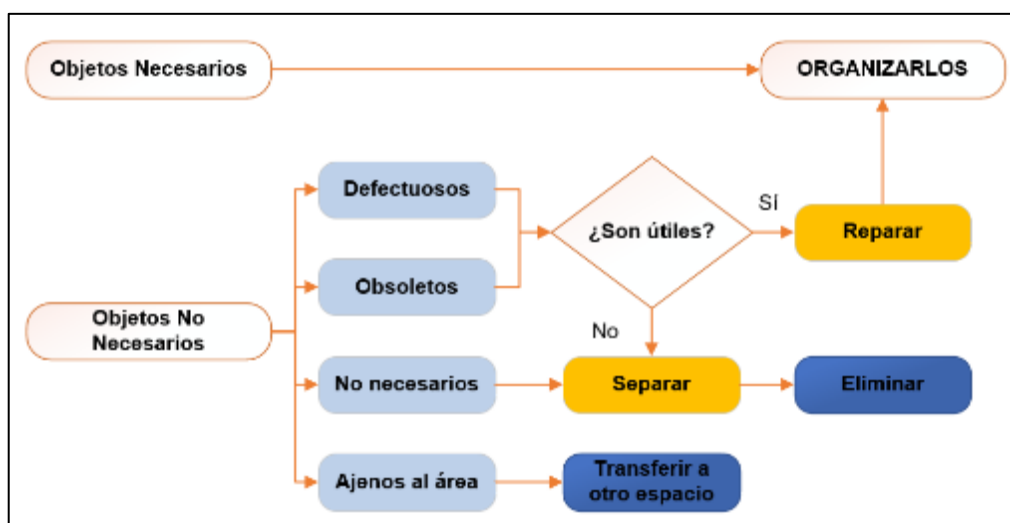 Objetos Necesarios
ORGANIZARLOS
Defectuosos
¿Son útiles?
Sí
Reparar
Obsoletos
Objetos No
Necesarios
No
No necesarios
Separar
Eliminar
Ajenos al área
Transferir a
otro espacio